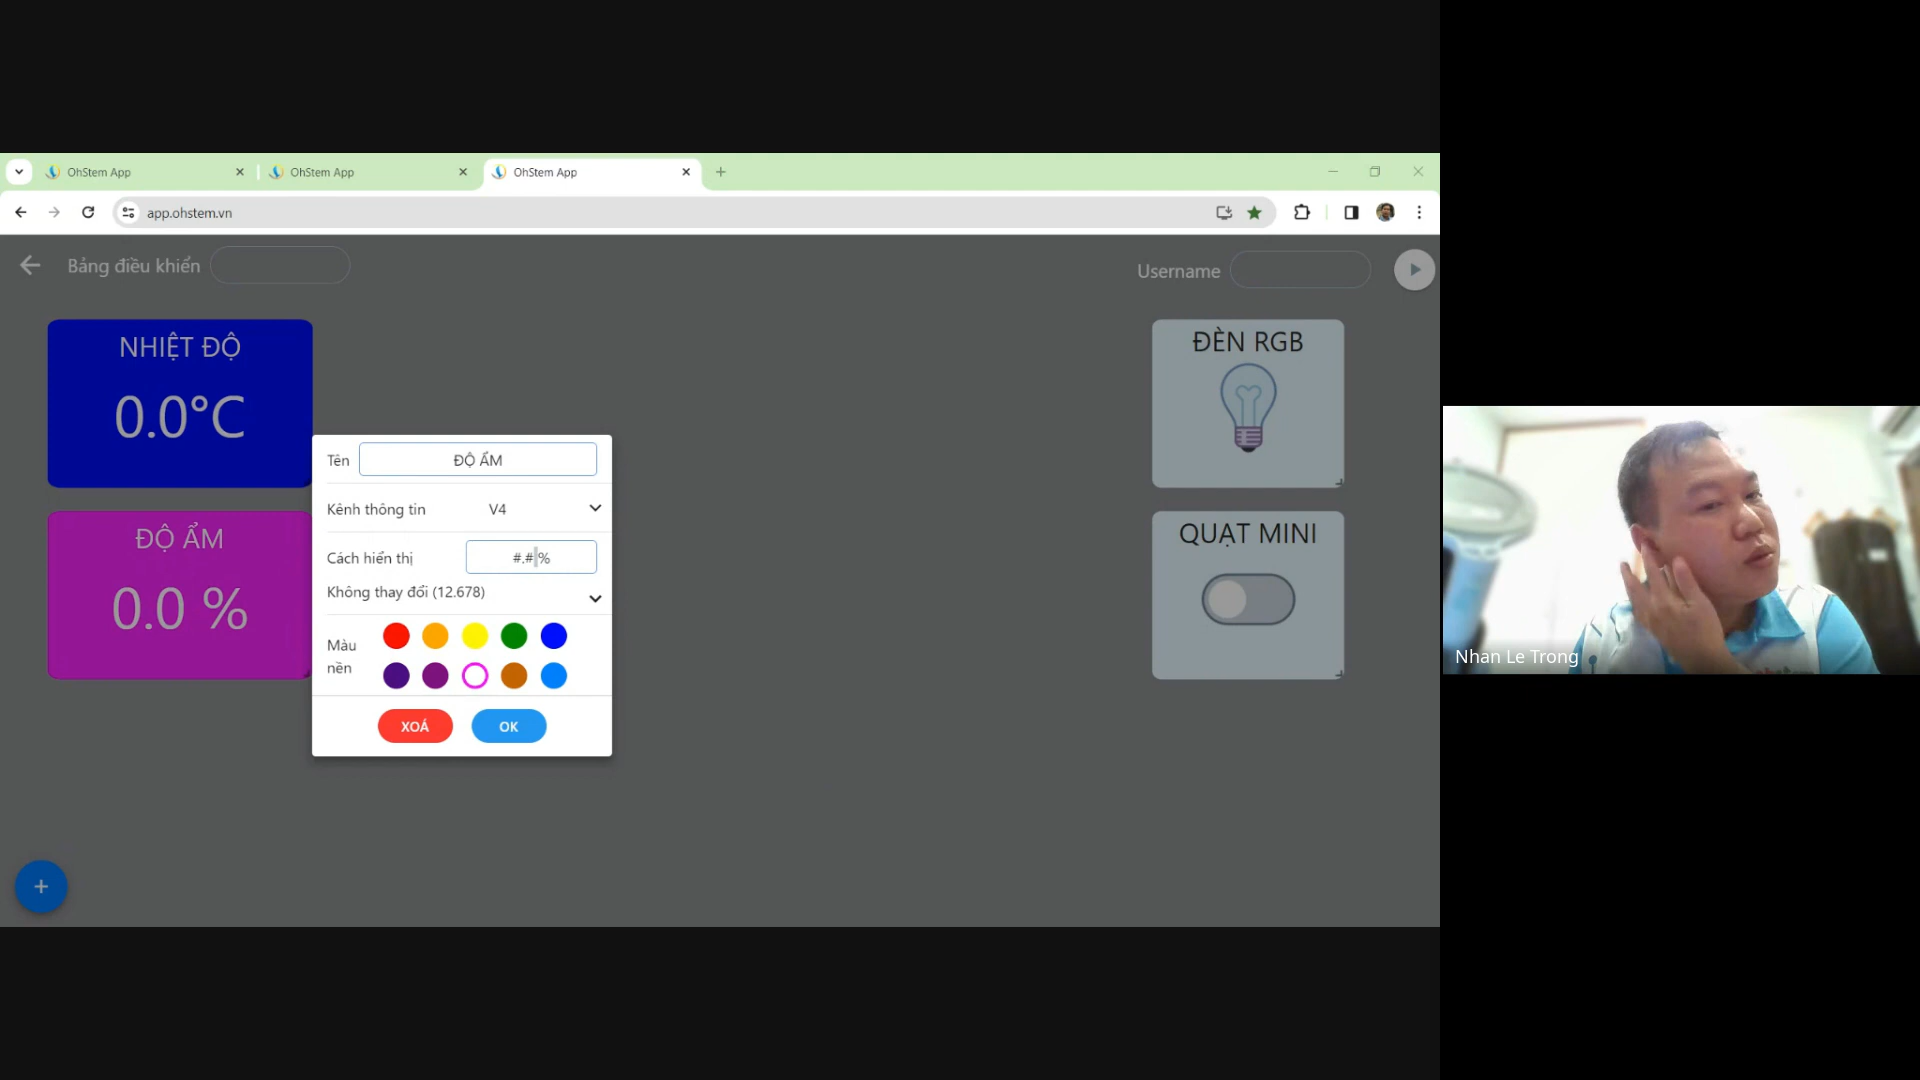 OhStem App
OhStem App
OhStem App
app.ohstem.vn
Bảng điều khiển
Username
NHIỆT ĐỘ
0.0°C
ĐỘ ẨM
0.0 %
Tên
ĐỘ ẨM
Kênh thông tin
V4
Cách hiển thị
#.# %
Không thay đổi (12.678)
Màu
nền
XOÁ
OK
ĐÈN RGB
QUẠT MINI
+
Nhan Le Trong